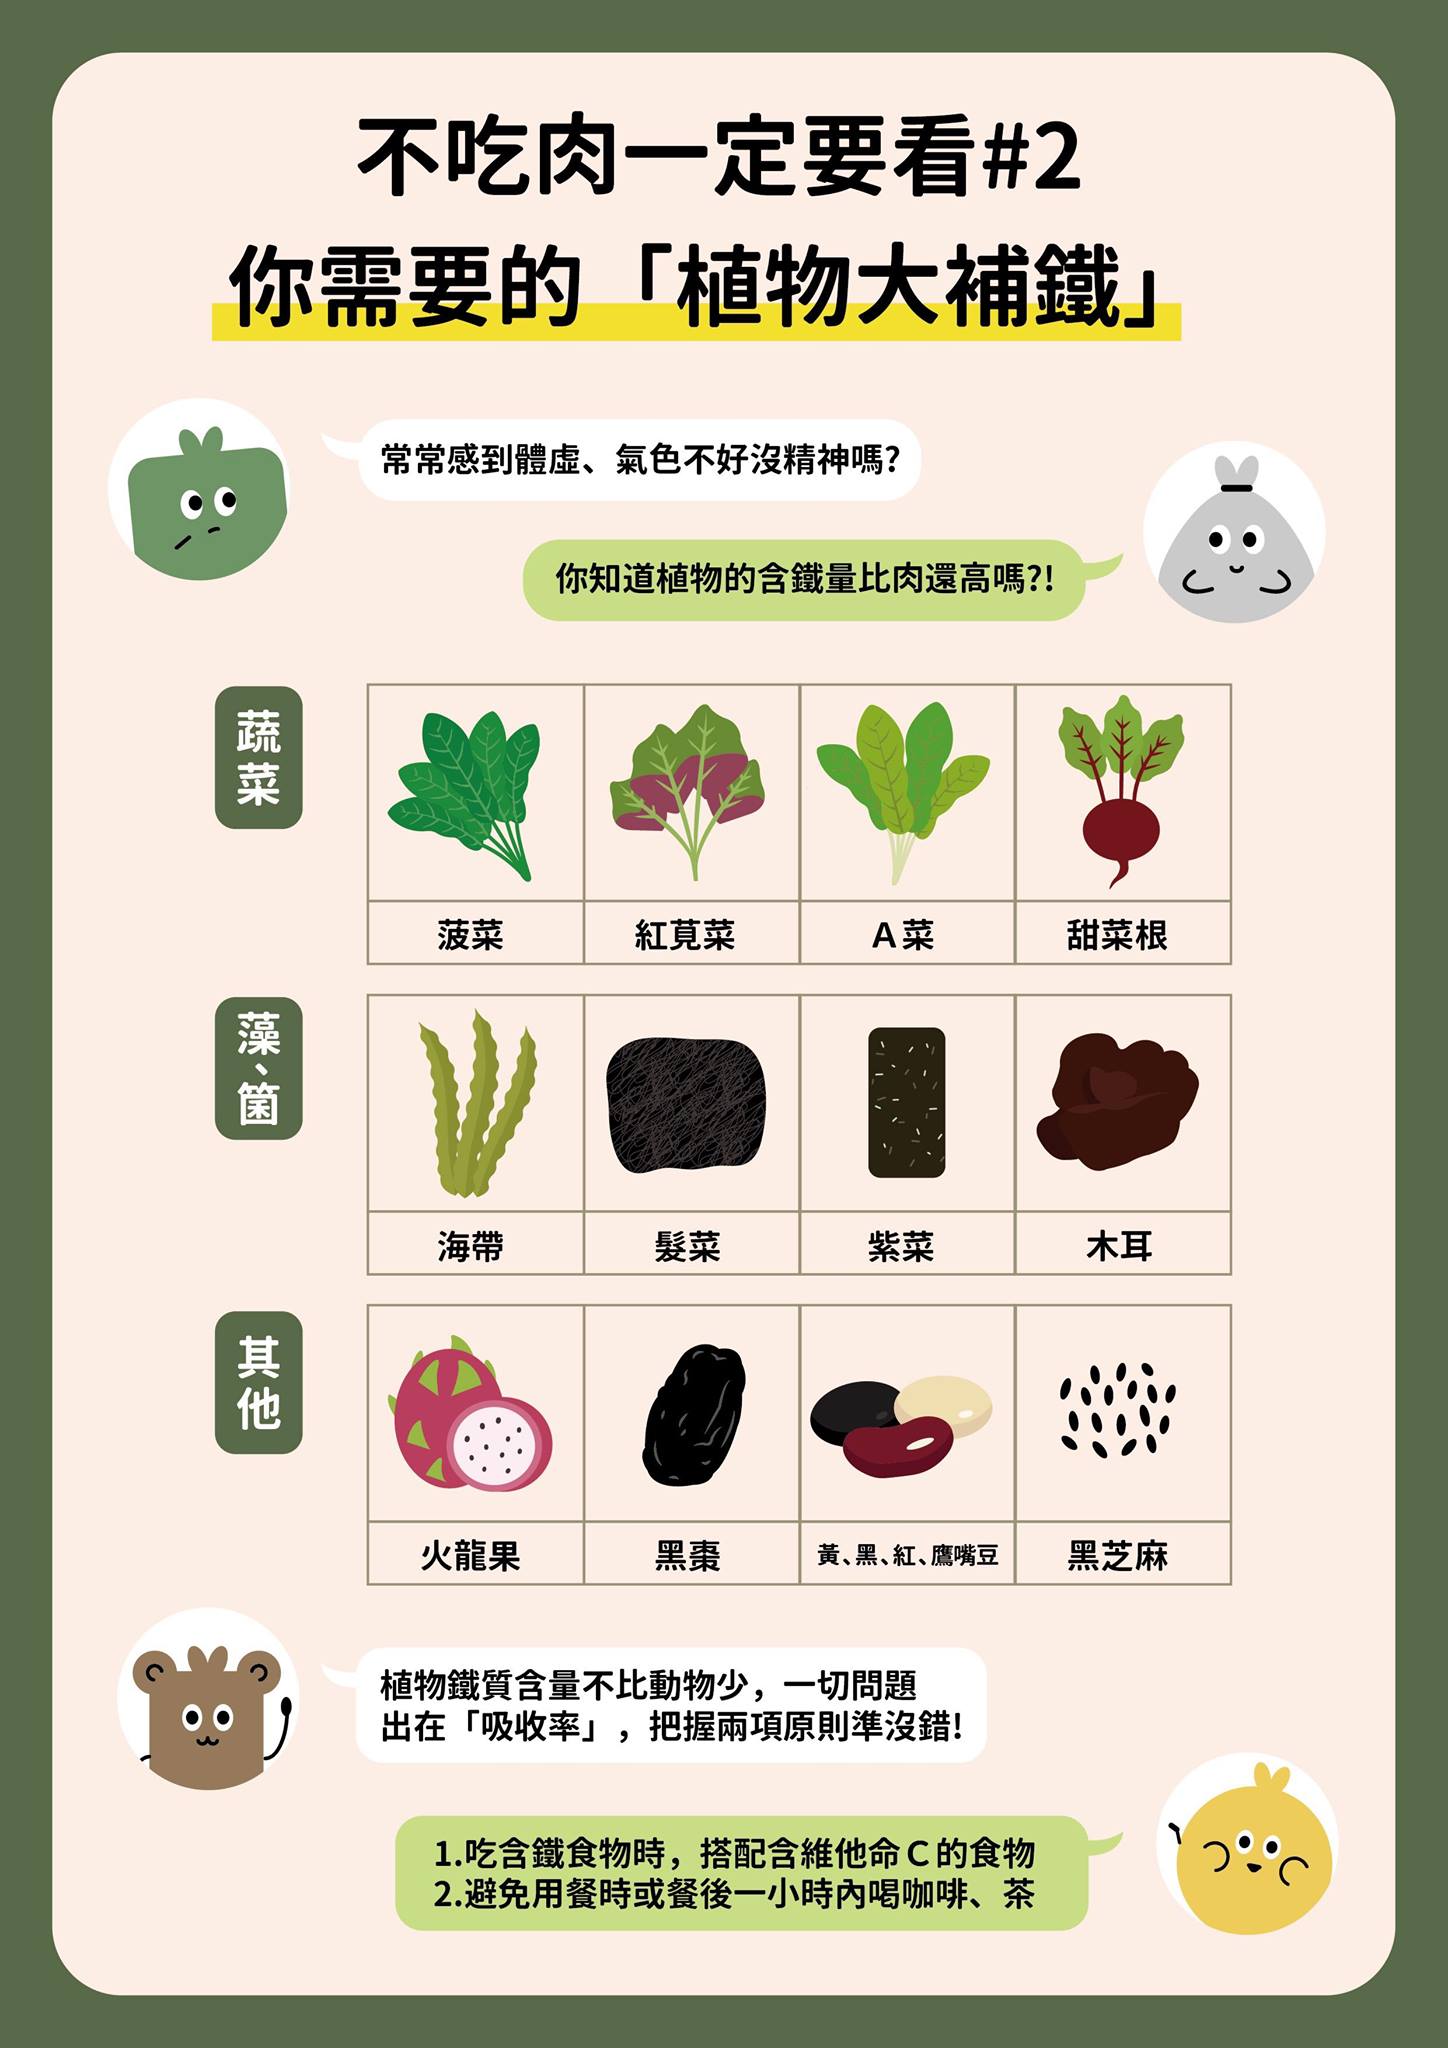 不吃肉一定要看#2
你需要的「植物大補鐵」
常常感到體虛、氣色不好沒精神嗎?
你知道植物的含鐵量比肉還高嗎?!
蔬菜
菠菜 紅莧菜 A菜 甜菜根
藻、菌
海帶 髮菜 紫菜 木耳
其他
火龍果 黑棗 黃、黑、紅、鷹嘴豆 黑芝麻
植物鐵質含量不比動物少，一切問題
出在「吸收率」，把握兩項原則準沒錯!
1.吃含鐵食物時，搭配含維他命C的食物
2.避免用餐時或餐後一小時內喝咖啡、茶